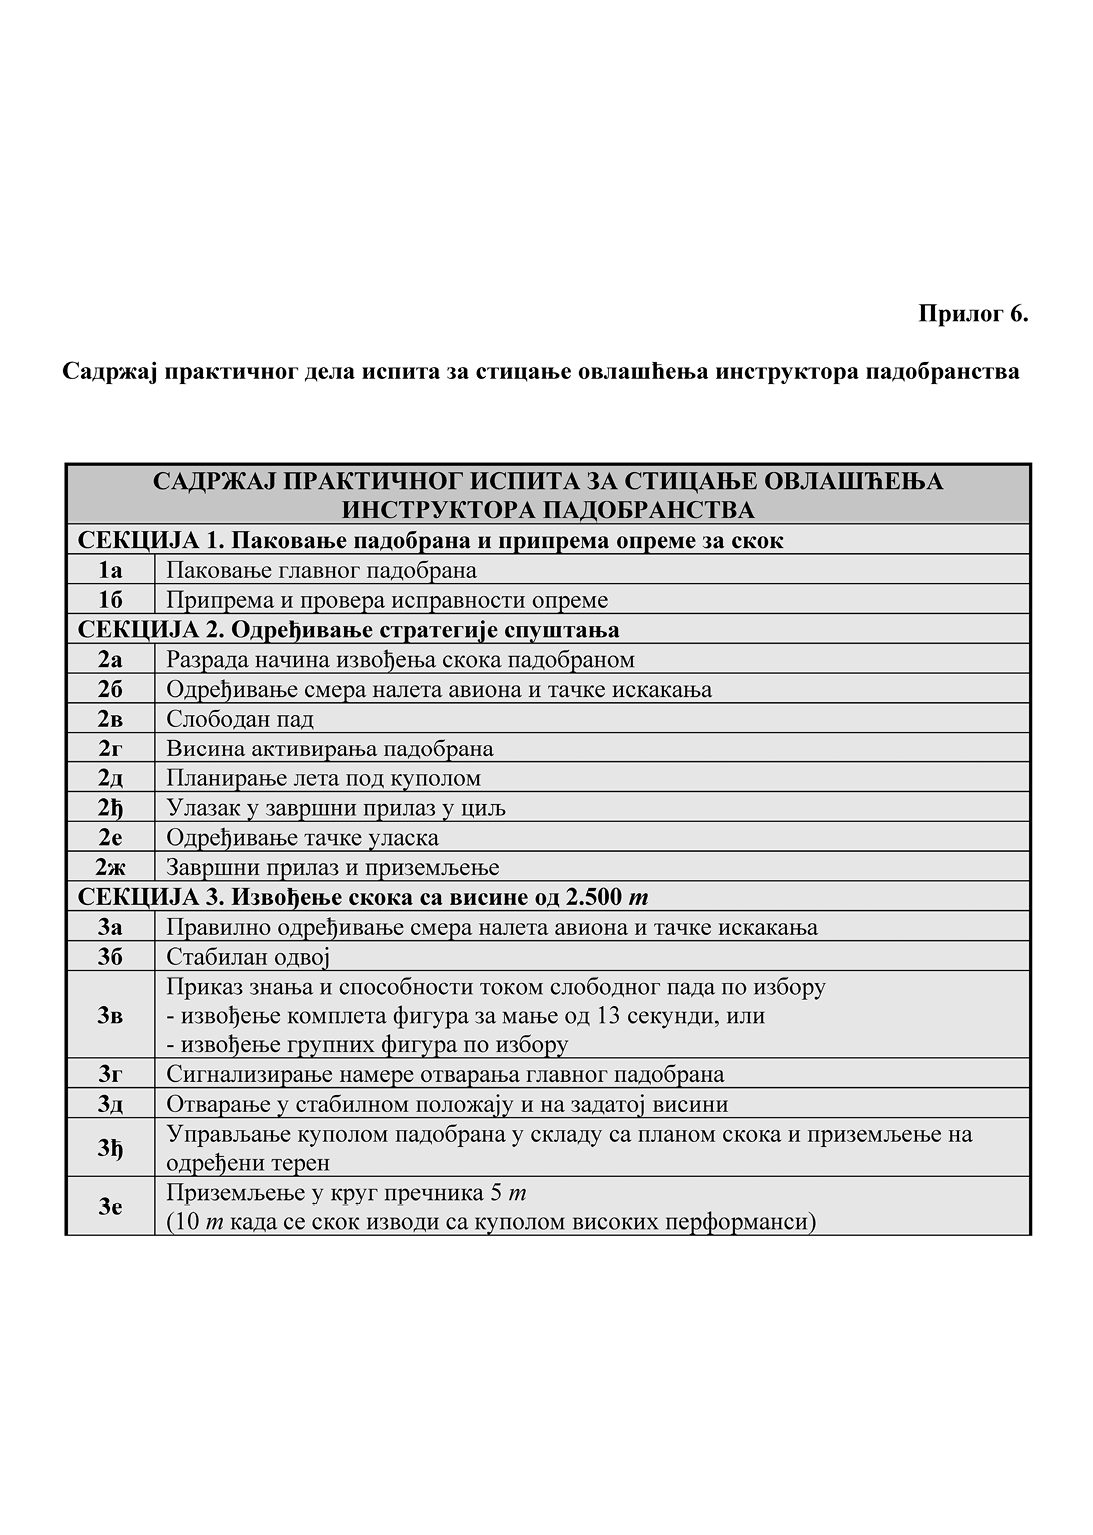 Прилог 6.
Садржај практичног дела испита за стицање овлашћења инструктора падобранства
САДРЖАЈ ПРАКТИЧНОГ ИСПИТА ЗА СТИЦАЊЕ ОВЛАШЋЕЊА
ИНСТРУКТОРА ПАДОБРАНСТВА
СЕКЦИЈА 1. Паковање падобрана и припрема опреме за скок
1а Паковање главног падобрана
1б Припрема и провера исправности опреме
СЕКЦИЈА 2. Одређивање стратегије спуштања
2а Разрада начина извођења скока падобраном
2б Одређивање смера налета авиона и тачке искакања
2в Слободан пад
2г Висина активирања падобрана
2д Планирање лета под куполом
2ђ Улазак у завршни прилаз у циљ
2е Одређивање тачке уласка
2ж Завршни прилаз и приземљење
СЕКЦИЈА 3. Извођење скока са висине од 2.500 m
3а Правилно одређивање смера налета авиона и тачке искакања
3б Стабилан одвој
3в Приказ знања и способности током слободног пада по избору
- извођење комплета фигура за мање од 13 секунди, или
- извођење групних фигура по избору
3г Сигнализирање намере отварања главног падобрана
3д Отварање у стабилном положају и на задатој висини
3ђ Управљање куполом падобрана у складу са планом скока и приземљење на
одређени терен
3е Приземљење у круг пречника 5 m
(10 m када се скок изводи са куполом високих перформанси)